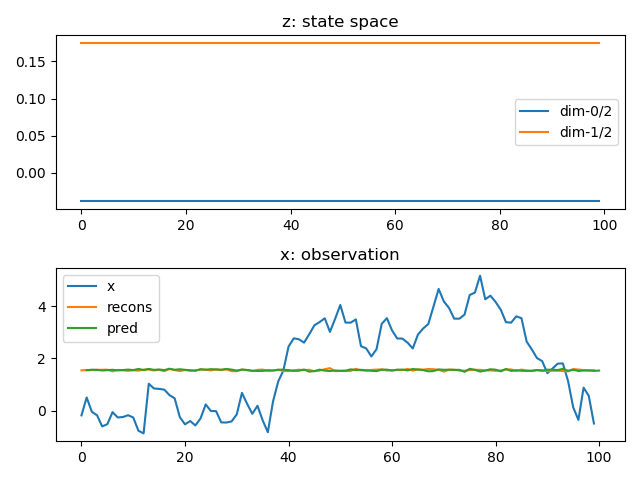 z: state space
0.15
0.10
0.05
0.00
dim-0/2
dim-1/2
0 20 40 60 80 100
x: observation
4
2
0
x
recons
pred
0 20 40 60 80 100